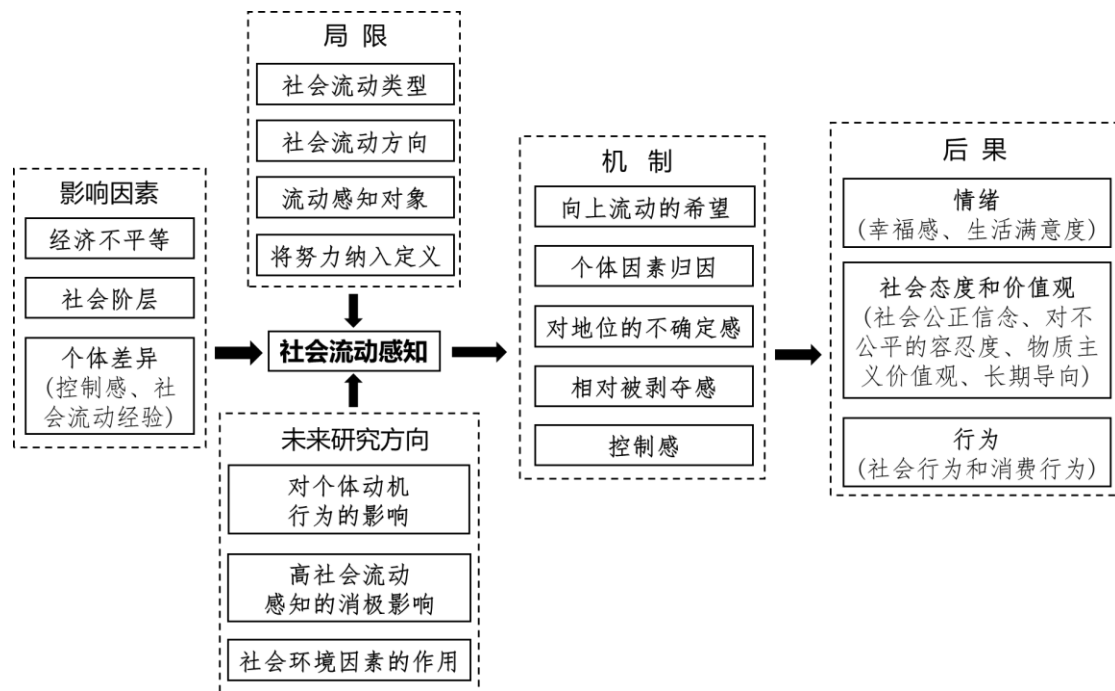 影响因素
经济不平等
社会阶层
个体差异
(控制感、社
会流动经验)
局 限
社会流动类型
社会流动方向
流动感知对象
将努力纳入定义
社会流动感知
未来研究方向
对个体动机
行为的影响
高社会流动
感知的消极影响
社会环境因素的作用
机 制
向上流动的希望
个体因素归因
对地位的不确定感
相对被剥夺感
控制感
后 果
情绪
(幸福感、生活满意度)
社会态度和价值观
(社会公正信念、对不
公平的容忍度、物质主
义价值观、长期导向)
行为
(社会行为和消费行为)